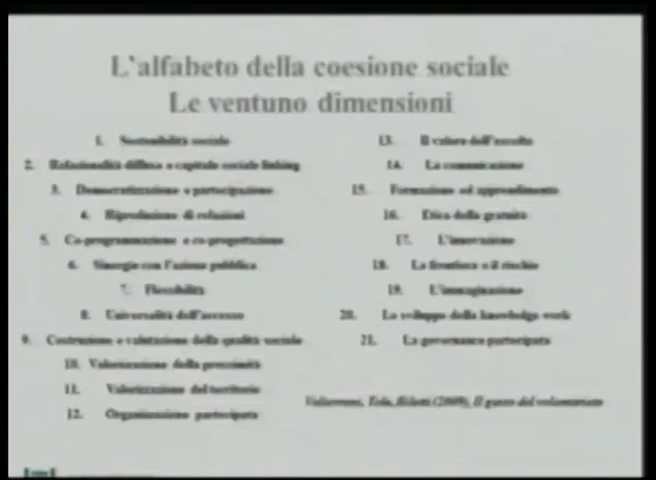 L'alfabeto della coesione sociale
Le ventuno dimensioni
1. Sostenibilità sociale
2. Relazionalità diffusa e capitale sociale linking
3. Democratizzazione e partecipazione
4. Riproduzione di relazioni
5. Co-programmazione e co-progettazione
6. Sinergie con l'azione pubblica
7. Flessibilità
8. Universalità dell'accesso
9. Costruzione e valutazione della qualità sociale
10. Valorizzazione della prossimità
11. Valorizzazione del territorio
12. Organizzazione partecipata
13. Il valore dell'ascolto
14. La comunicazione
15. Formazione ed apprendimento
16. Etica della gratuità
17. L'innovazione
18. La frontiera e il rischio
19. L'immaginazione
20. Lo sviluppo della knowledge work
21. La governance partecipata
(2009), Il gusto del volontariato